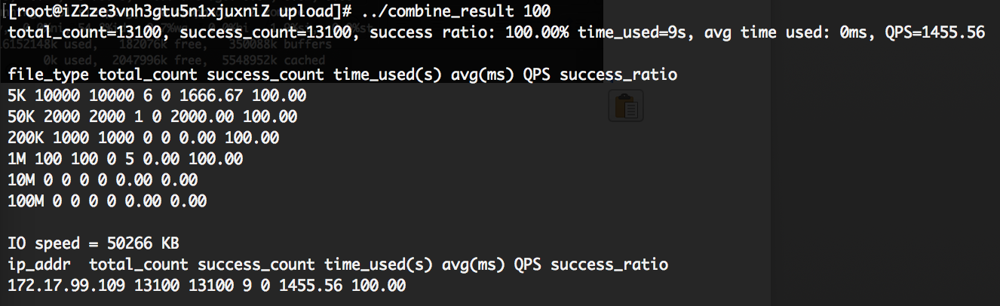 [[root@iZ2ze3vnh3gtu5n1xjuxniZ upload]# ../combine_result 100
total_count=13100, success_count=13100, success ratio: 100.00% time_used=9s, avg time used: 0ms, QPS=1455.56
16152148k used, 182076k free, 350088k buffers
0k used, 2047996k free, 5548952k cached
file_type total_count success_count time_used(s) avg(ms) QPS success_ratio
5K 10000 10000 6 0 1666.67 100.00
50K 2000 2000 1 0 2000.00 100.00
200K 1000 1000 0 0 0.00 100.00
1M 100 100 0 5 0.00 100.00
10M 0 0 0 0 0.00 0.00
100M 0 0 0 0 0.00 0.00
IO speed = 50266 KB
ip_addr  total_count success_count time_used(s) avg(ms) QPS success_ratio
172.17.99.109 13100 13100 9 0 1455.56 100.00